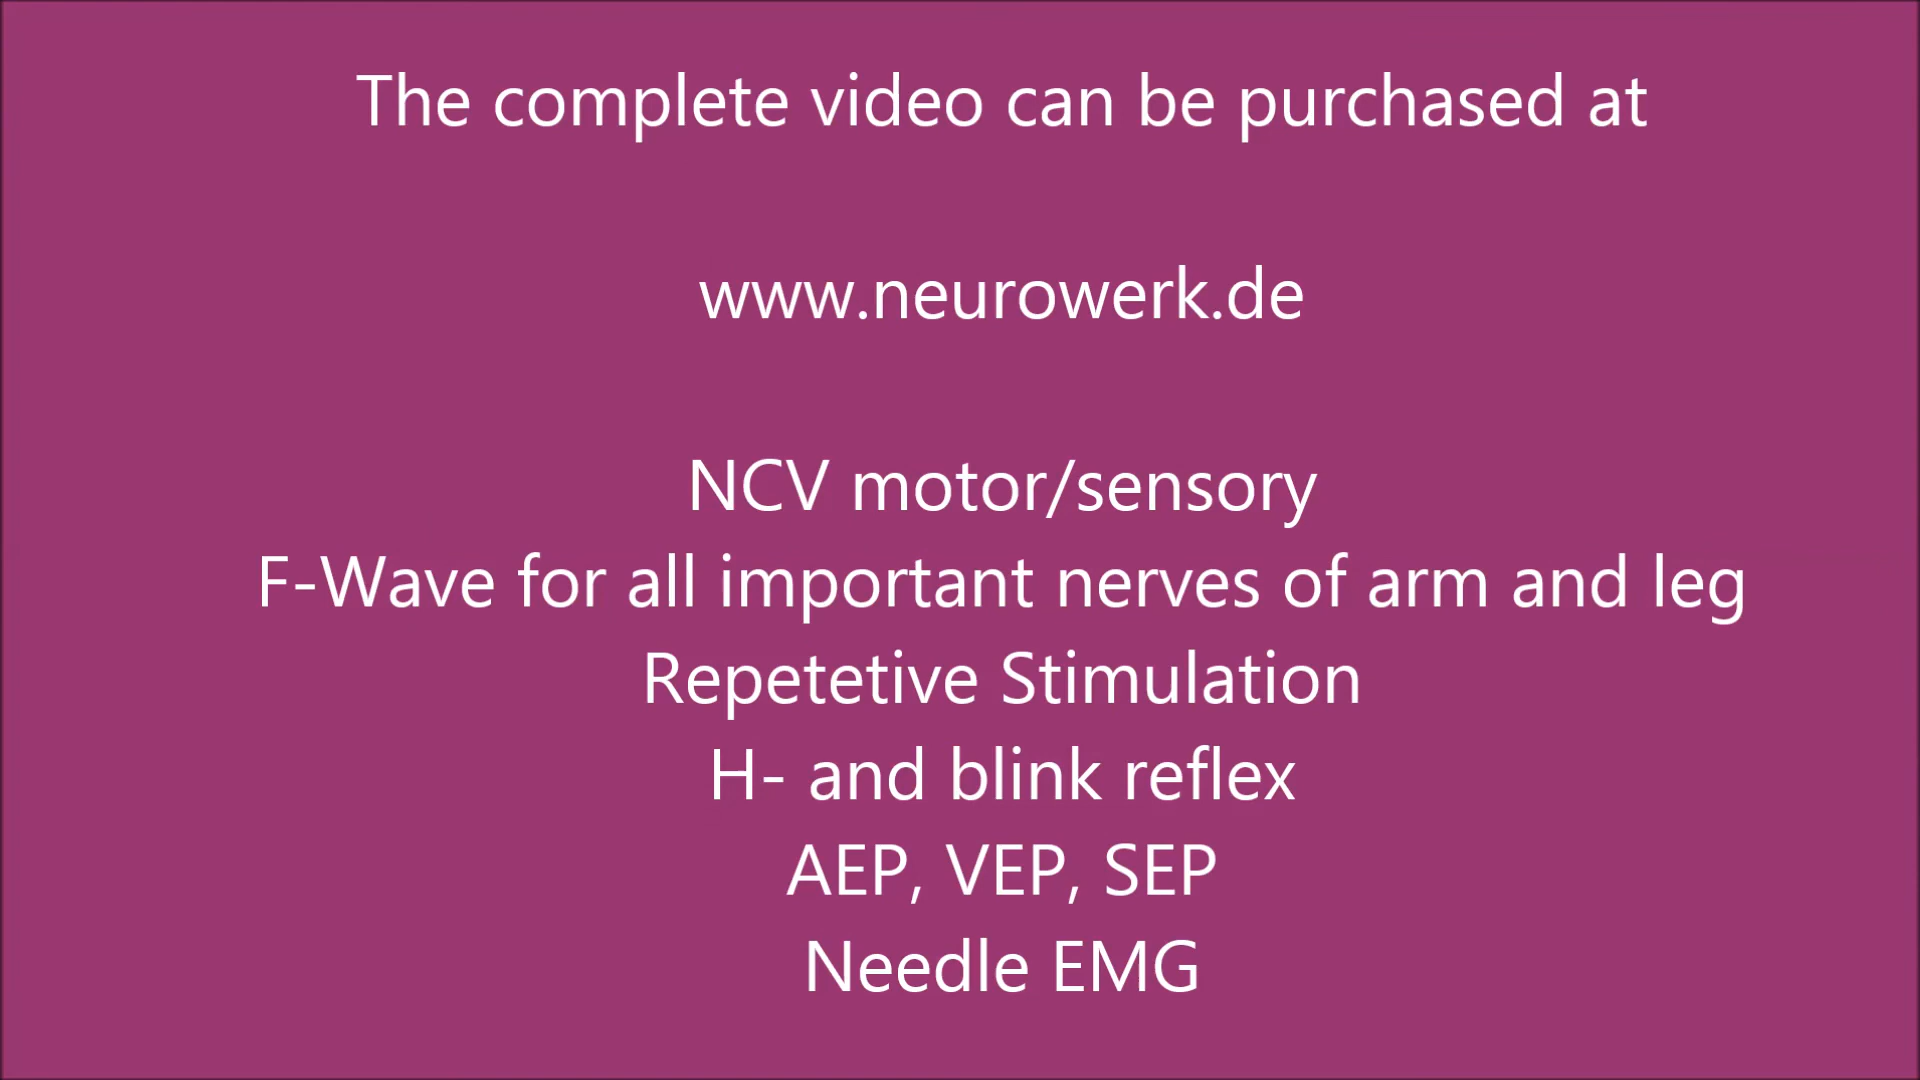 The complete video can be purchased at
www.neurowerk.de
NCV motor/sensory
F-Wave for all important nerves of arm and leg
Repetetive Stimulation
H- and blink reflex
AEP, VEP, SEP
Needle EMG